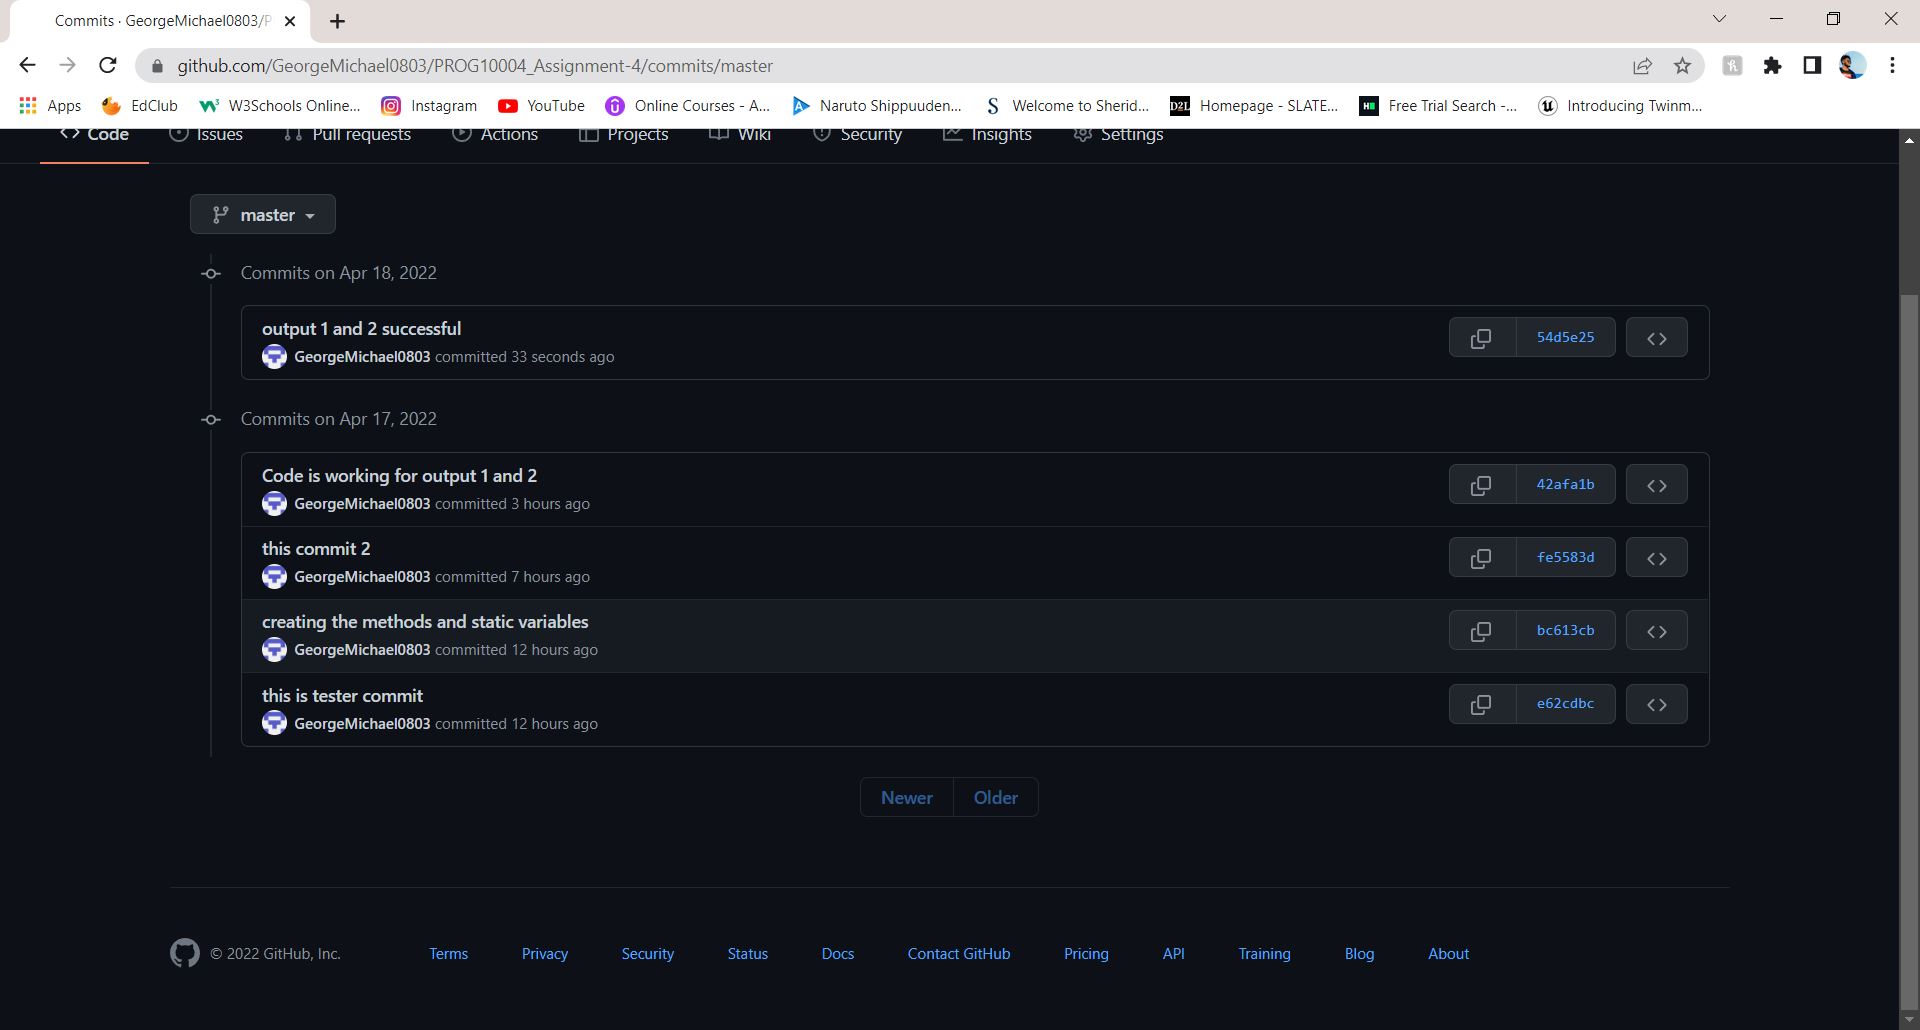 Commits · GeorgeMichael0803/P
github.com/GeorgeMichael0803/PROG10004_Assignment-4/commits/master
Apps EdClub W3Schools Online... Instagram YouTube Online Courses - A... Naruto Shippuuden... Welcome to Sherid... D2L Homepage - SLATE... Free Trial Search -... Introducing Twinm...
Code Issues Pull requests Actions Projects Wiki Security Insights Settings
master
Commits on Apr 18, 2022
output 1 and 2 successful
54d5e25
GeorgeMichael0803 committed 33 seconds ago
Commits on Apr 17, 2022
Code is working for output 1 and 2
42afa1b
GeorgeMichael0803 committed 3 hours ago
this commit 2
fe5583d
GeorgeMichael0803 committed 7 hours ago
creating the methods and static variables
bc613cb
GeorgeMichael0803 committed 12 hours ago
this is tester commit
e62cdbc
GeorgeMichael0803 committed 12 hours ago
Newer Older
© 2022 GitHub, Inc. Terms Privacy Security Status Docs Contact GitHub Pricing API Training Blog About